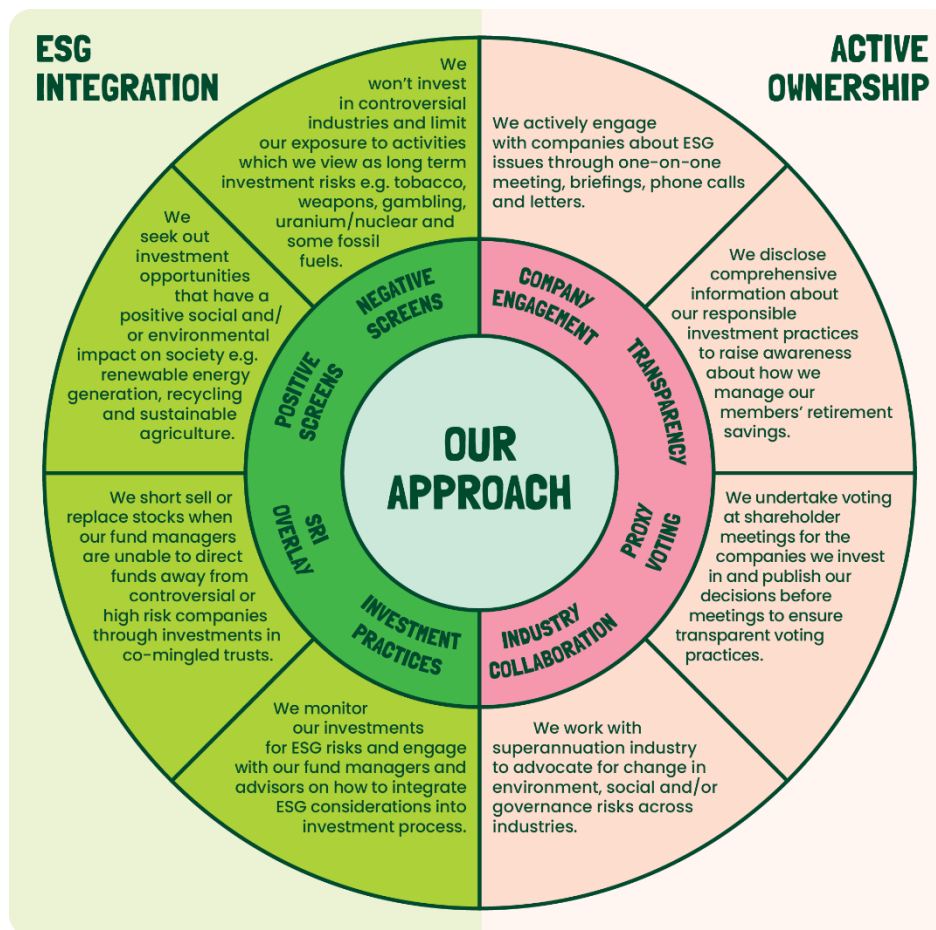 ESG
INTEGRATION
ACTIVE
OWNERSHIP
We
won’t invest
in controversial
industries and limit
our exposure to activities
which we view as long term
investment risks e.g. tobacco,
weapons, gambling,
uranium/nuclear and
some fossil
fuels.
We
seek out
investment
opportunities
that have a
positive social and/
or environmental
impact on society e.g.
renewable energy
generation, recycling
and sustainable
agriculture.
We short sell or
replace stocks when
our fund managers
are unable to direct
funds away from
controversial or
high risk companies
through investments in
co-mingled trusts.
We monitor
our investments
for ESG risks and engage
with our fund managers and
advisors on how to integrate
ESG considerations into
investment process.
We actively engage
with companies about ESG
issues through one-on-one
meeting, briefings, phone calls
and letters.
We disclose
comprehensive
information about
our responsible
investment practices
to raise awareness
about how we
manage our
members’ retirement
savings.
We undertake voting
at shareholder
meetings for the
companies we invest
in and publish our
decisions before
meetings to ensure
transparent voting
practices.
We work with
superannuation industry
to advocate for change in
environment, social and/or
governance risks across
industries.
NEGATIVE
SCREENS
POSITIVE
SCREENS
SRI
OVERLAY
INVESTMENT
PRACTICES
COMPANY
ENGAGEMENT
TRANSPARENCY
PROXY
VOTING
INDUSTRY
COLLABORATION
OUR
APPROACH